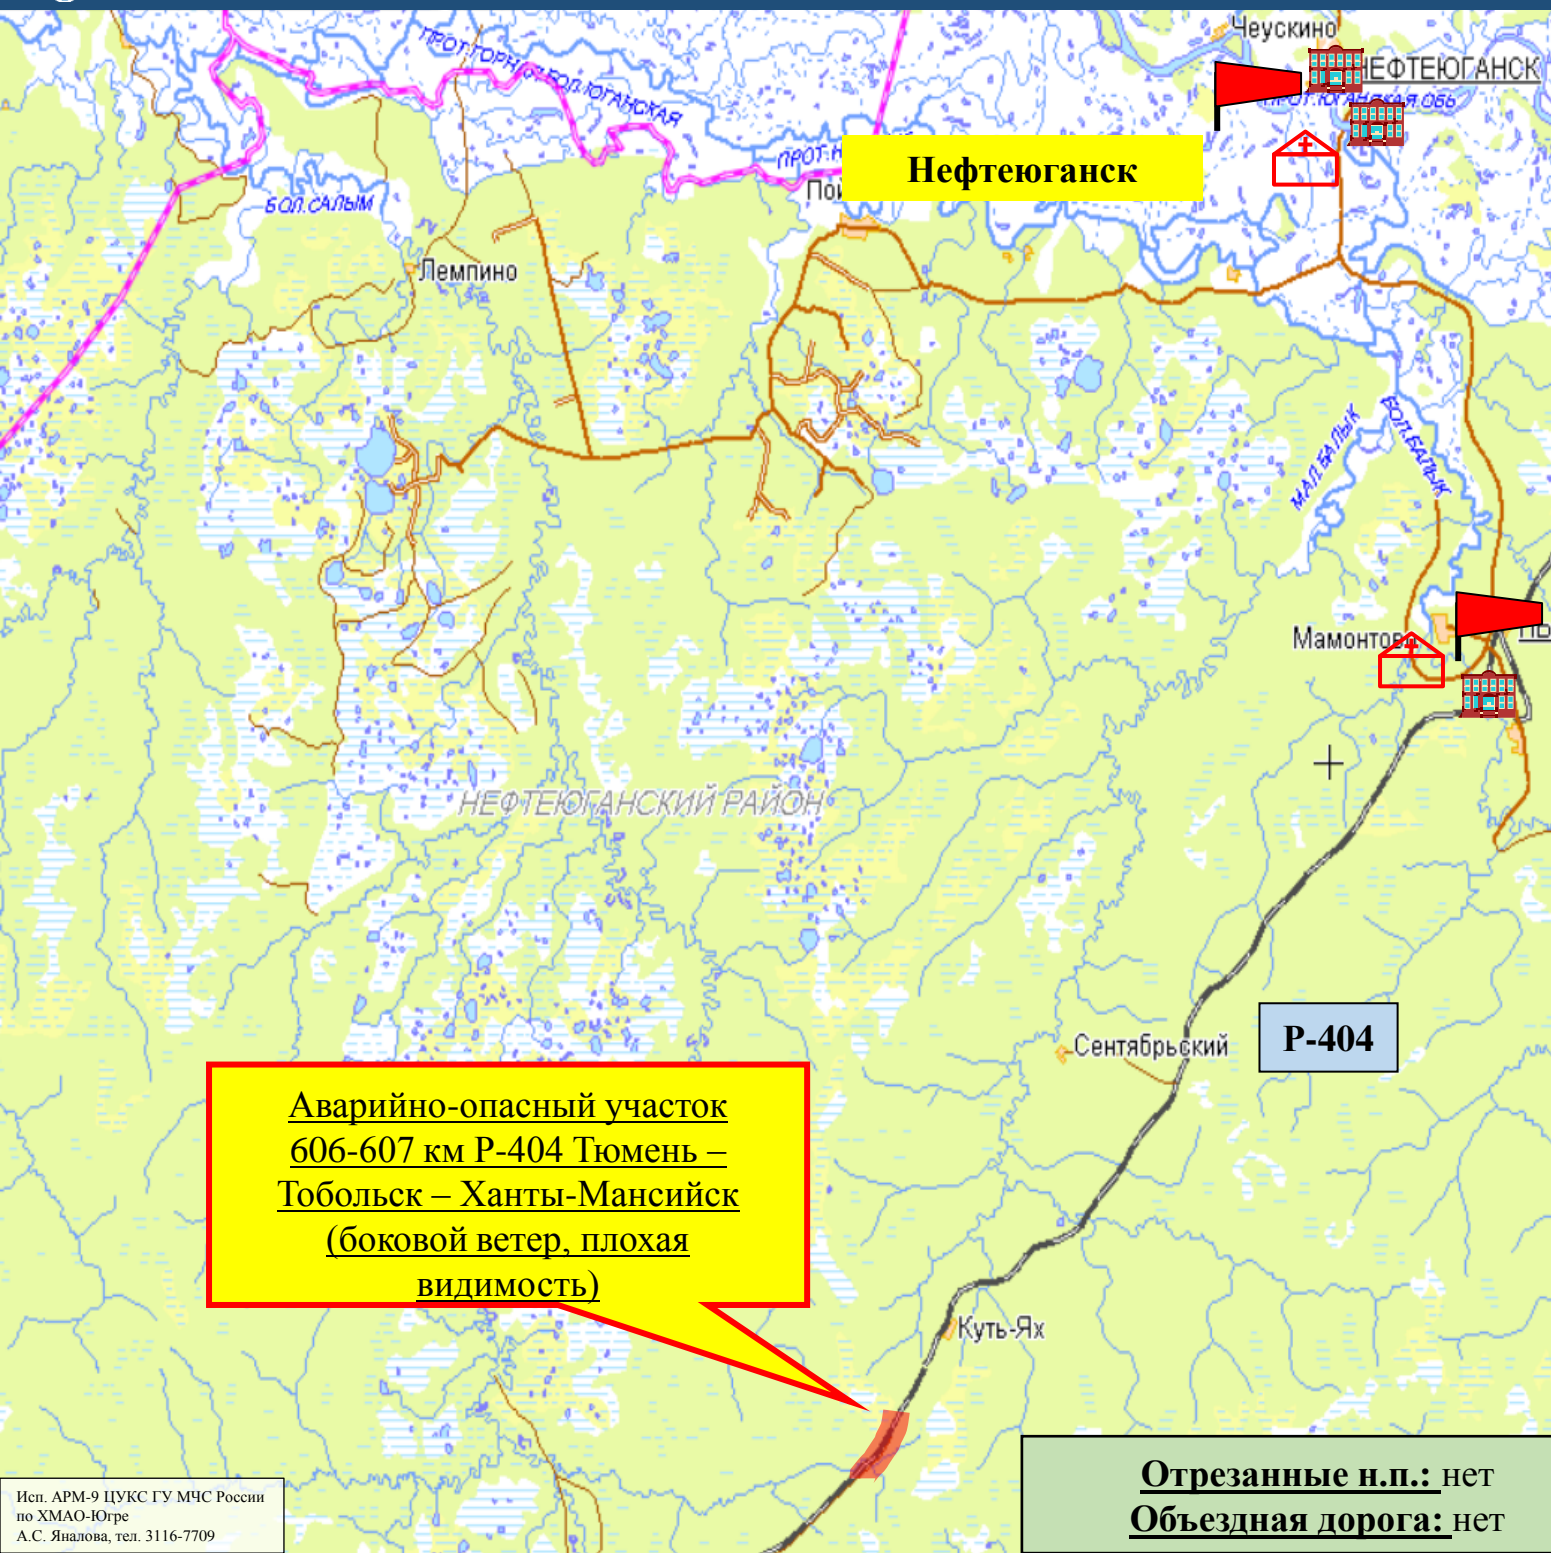 Чеускино
НЕФТЕЮГАНСК
ПРОТ. ЮГАНСКАЯ ОБЬ
БОЛ.ЮГАНСКАЯ
Нефтеюганск
БОЛ.САЛЫМ
Лемпино
МАЛ.БАЛЫК
БОЛ.БАЛЫК
Мамонтово
НЕФТЕЮГАНСКИЙ РАЙОН
Сентябрьский
Р-404
Аварийно-опасный участок
606-607 км Р-404 Тюмень –
Тобольск – Ханты-Мансийск
(боковой ветер, плохая
видимость)
Куть-Ях
Отрезанные н.п.: нет
Объездная дорога: нет
Исп. АРМ-9 ЦУКС ГУ МЧС России
по ХМАО-Югре
А.С. Яналова, тел. 3116-7709